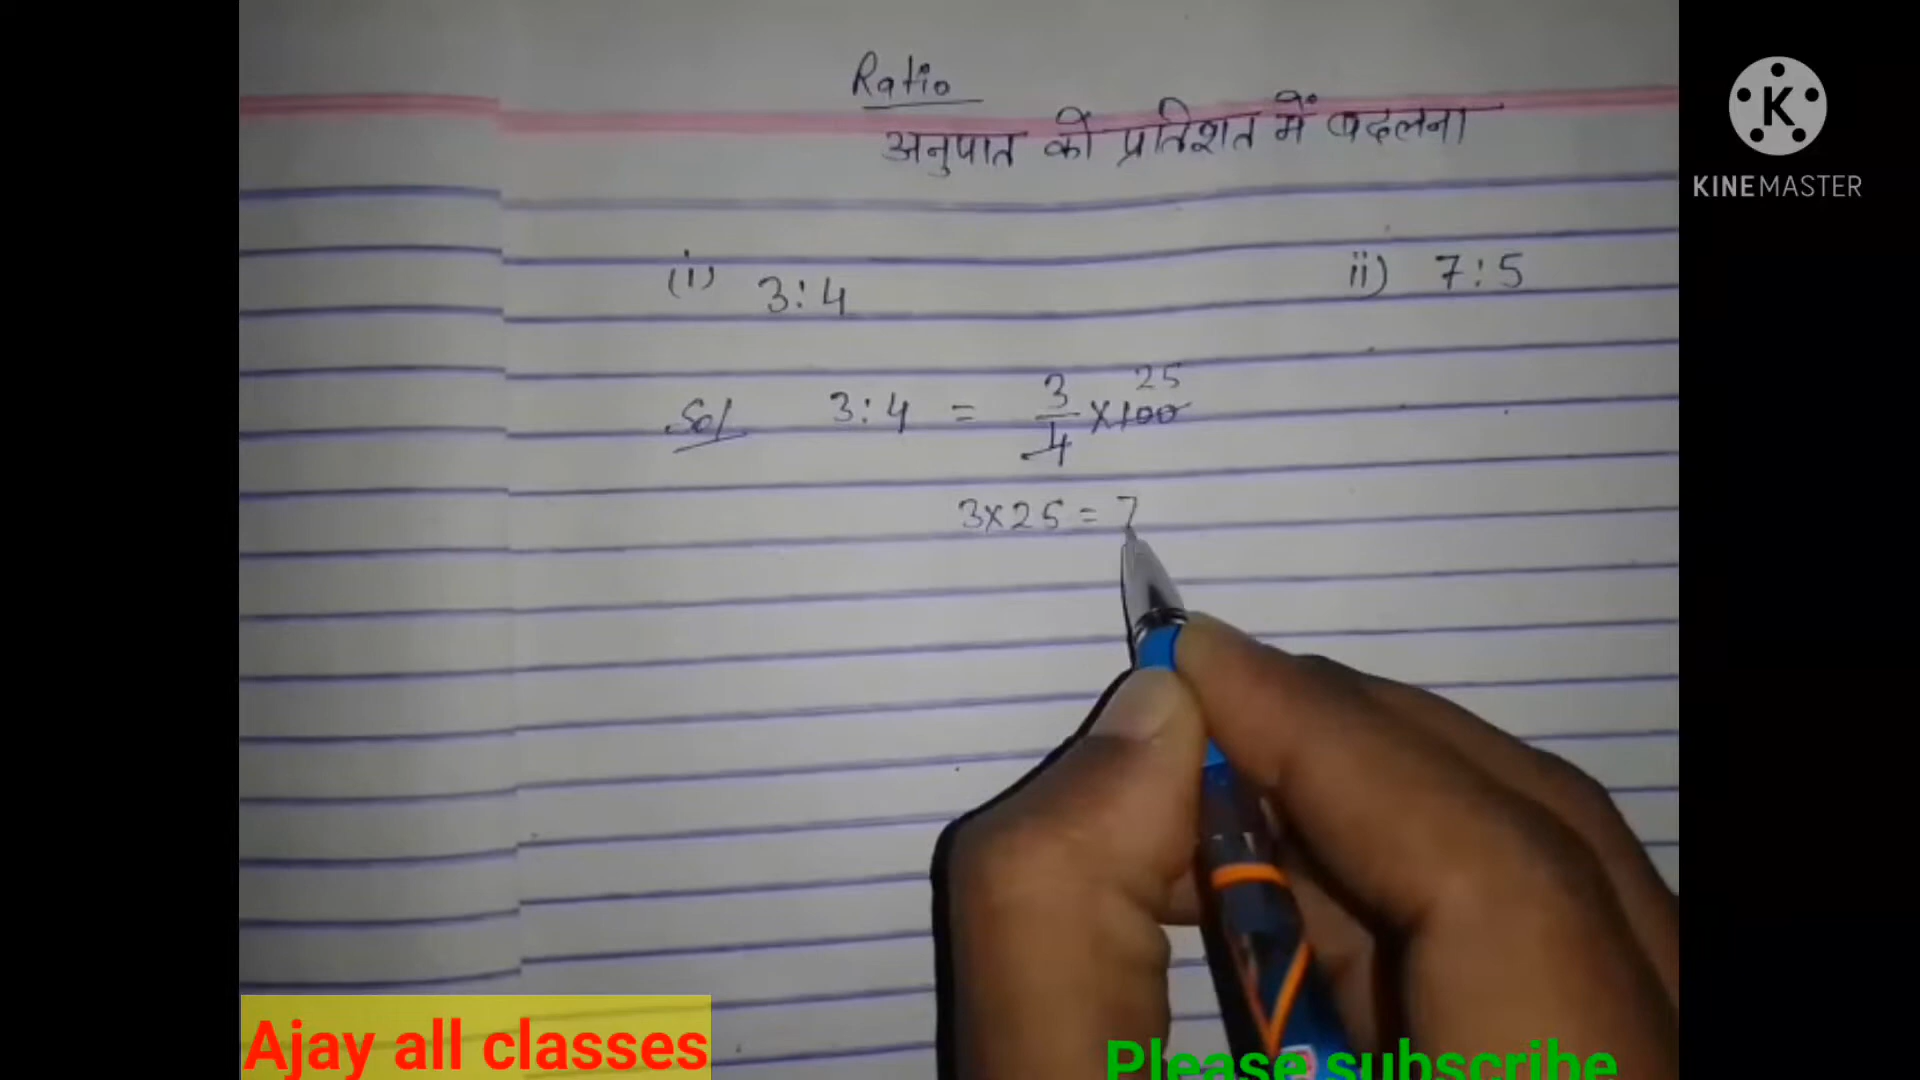 Ratio
अनुपात को प्रतिशत में बदलना
(i) 3:4
ii) 7:5
Sol 3:4 = 3/4 × 100 25
3×25 = 7
K
KINEMASTER
Ajay all classes
Please subscribe